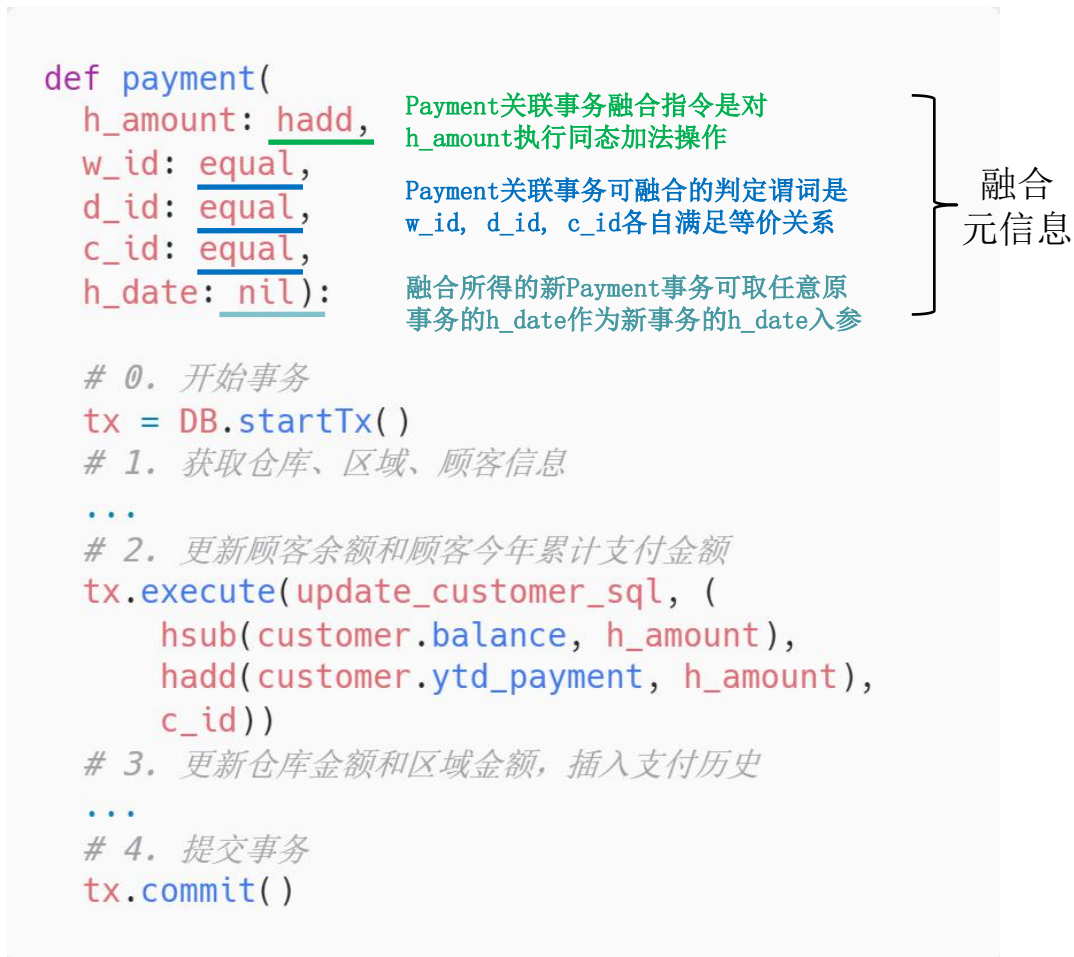 def payment(
h_amount: hadd,
Payment关联事务融合指令是对
h_amount执行同态加法操作
w_id: equal,
d_id: equal,
c_id: equal,
Payment关联事务可融合的判定谓词是
w_id, d_id, c_id各自满足等价关系
h_date: nil):
融合所得的新Payment事务可取任意原
事务的h_date作为新事务的h_date入参
融合
元信息
# 0. 开始事务
tx = DB.startTx()
# 1. 获取仓库、区域、顾客信息
...
# 2. 更新顾客余额和顾客今年累计支付金额
tx.execute(update_customer_sql, (
hsub(customer.balance, h_amount),
hadd(customer.ytd_payment, h_amount),
c_id))
# 3. 更新仓库金额和区域金额，插入支付历史
...
# 4. 提交事务
tx.commit()